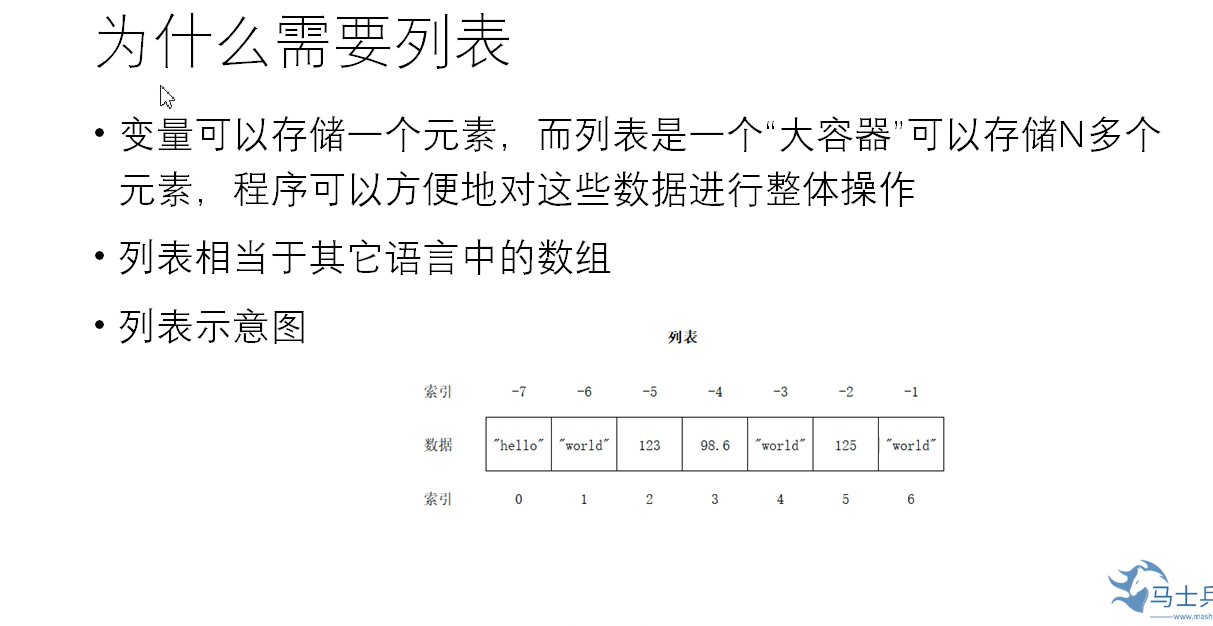 为什么需要列表
• 变量可以存储一个元素，而列表是一个“大容器”可以存储N多个
元素，程序可以方便地对这些数据进行整体操作
• 列表相当于其它语言中的数组
• 列表示意图
列表
索引 -7 -6 -5 -4 -3 -2 -1
数据 "hello" "world" 123 98.6 "world" 125 "world"
索引 0 1 2 3 4 5 6
马士兵
www.mash